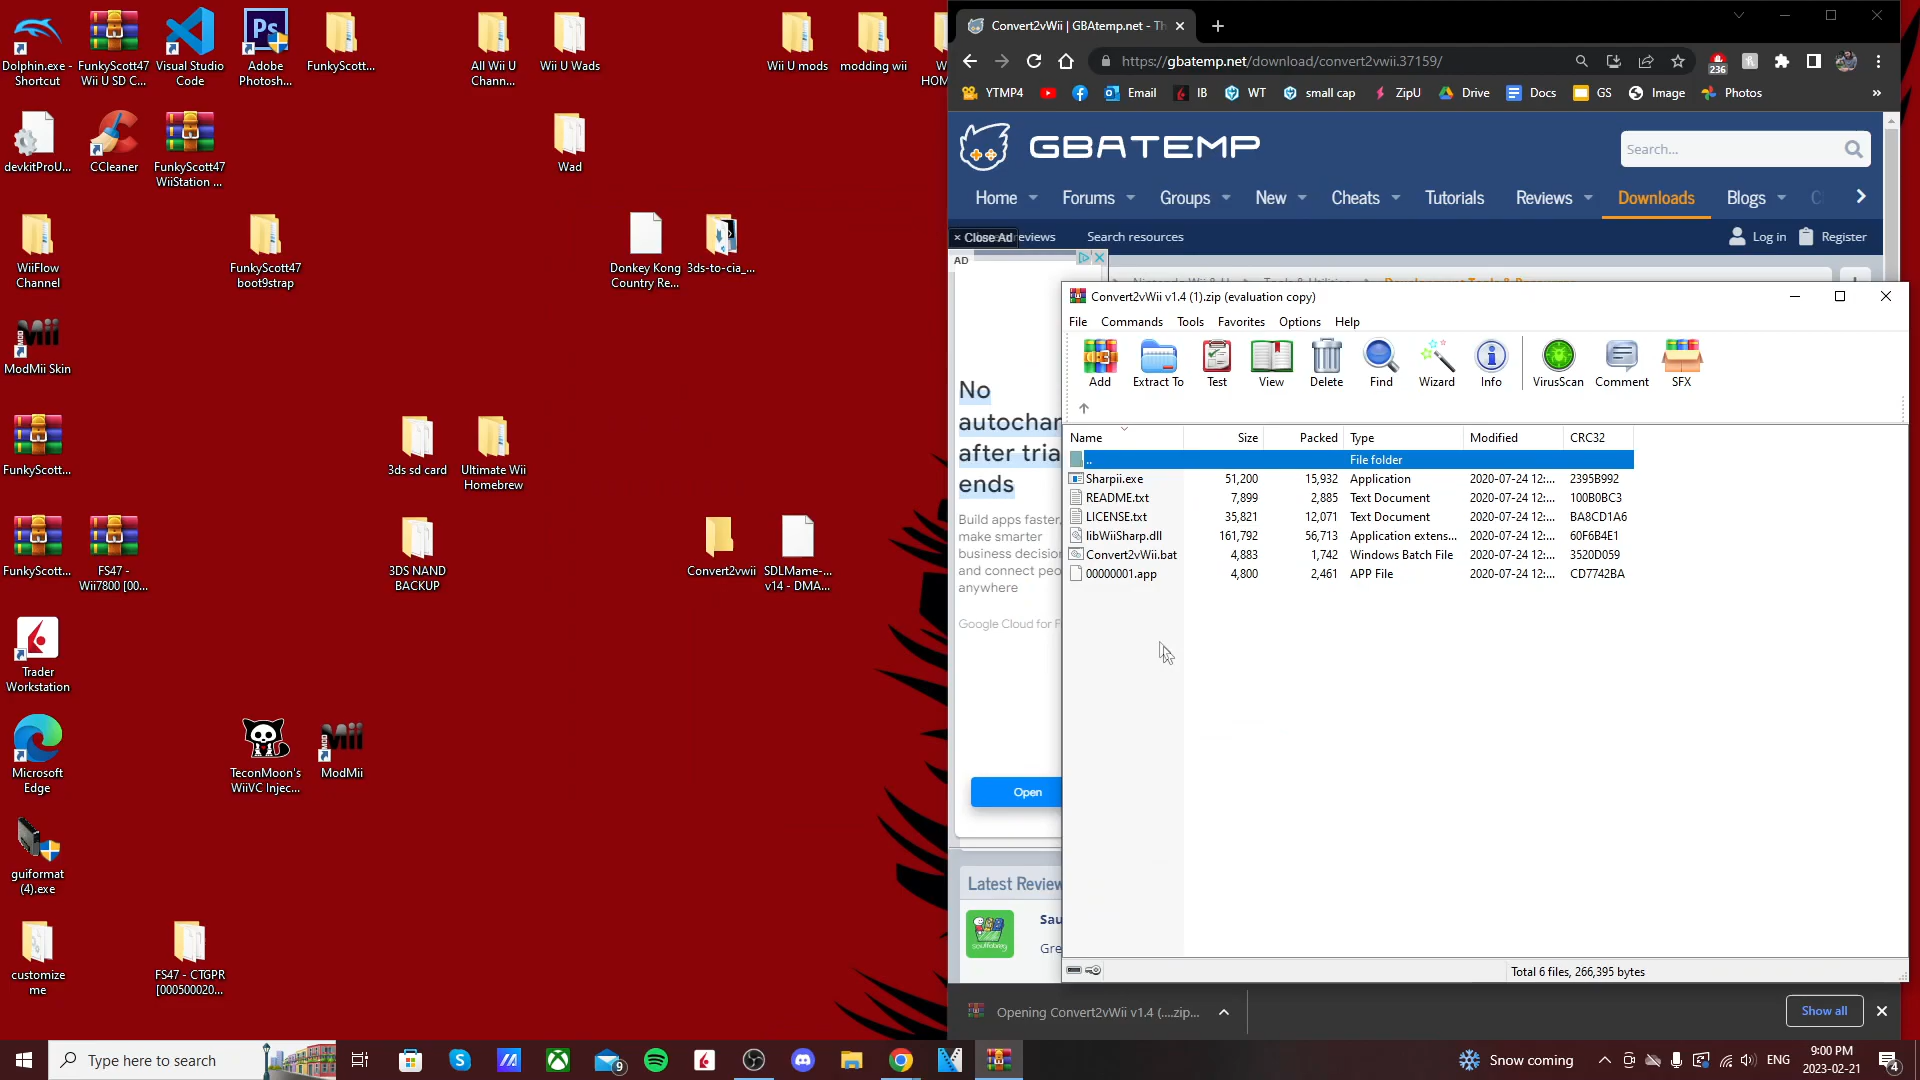 Dolphin.exe -
Shortcut
FunkyScott47
Wii U SD C...
Visual Studio
Code
Adobe
Photosh...
FunkyScott...
All Wii U
Chann...
Wii U Wads
Wii U mods
modding wii
devkitProU...
CCleaner
FunkyScott47
WiiStation ...
Wad
WiiFlow
Channel
FunkyScott47
boot9strap
Donkey Kong
Country Re...
3ds-to-cia_...
ModMii Skin
FunkyScott...
3ds sd card
Ultimate Wii
Homebrew
FunkyScott...
FS47 -
Wii7800 [00...
3DS NAND
BACKUP
Convert2vwii
SDLMame-...
v14 - DMA...
Trader
Workstation
Microsoft
Edge
TeconMoon's
WiiVC Injec...
ModMii
guiformat
(4).exe
customize
me
FS47 - CTGPR
[000500020...
Convert2vWii | GBAtemp.net - Th
https://gbatemp.net/download/convert2vwii.37159/
236
YTMP4
Email
IB
WT
small cap
ZipU
Drive
Docs
GS
Image
Photos
»
GBATEMP
Search...
Home
Forums
Groups
New
Cheats
Tutorials
Reviews
Downloads
Blogs
× Close Ad
eviews
Search resources
Log in
Register
AD
No
autochar
after tria
ends
Build apps faster,
make smarter
business decisio
and connect peo
anywhere
Google Cloud for F
Open
Latest Review
Sau
Gre
Convert2vWii v1.4 (1).zip (evaluation copy)
File Commands Tools Favorites Options Help
Add Extract To Test View Delete Find Wizard Info VirusScan Comment SFX
Name Size Packed Type Modified CRC32
.. File folder
Sharpii.exe 51,200 15,932 Application 2020-07-24 12:... 2395B992
README.txt 7,899 2,885 Text Document 2020-07-24 12:... 100B0BC3
LICENSE.txt 35,821 12,071 Text Document 2020-07-24 12:... BA8CD1A6
libWiiSharp.dll 161,792 56,713 Application extens... 2020-07-24 12:... 60F6B4E1
Convert2vWii.bat 4,883 1,742 Windows Batch File 2020-07-24 12:... 3520D059
00000001.app 4,800 2,461 APP File 2020-07-24 12:... CD7742BA
Total 6 files, 266,395 bytes
Opening Convert2vWii v1.4 (....zip...
Show all
Type here to search
9
Snow coming
ENG
9:00 PM
2023-02-21
4